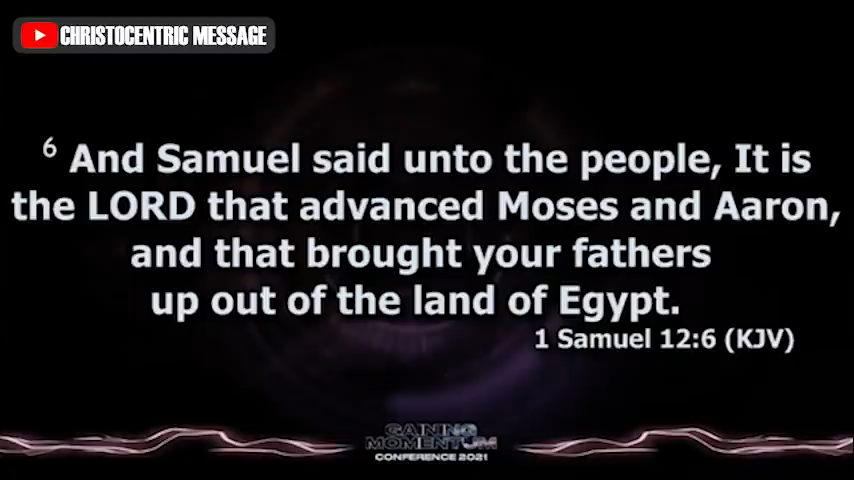 CHRISTOCENTRIC MESSAGE
6 And Samuel said unto the people, It is
the LORD that advanced Moses and Aaron,
and that brought your fathers
up out of the land of Egypt.
1 Samuel 12:6 (KJV)
GAINING
MOMENTUM
CONFERENCE 2021